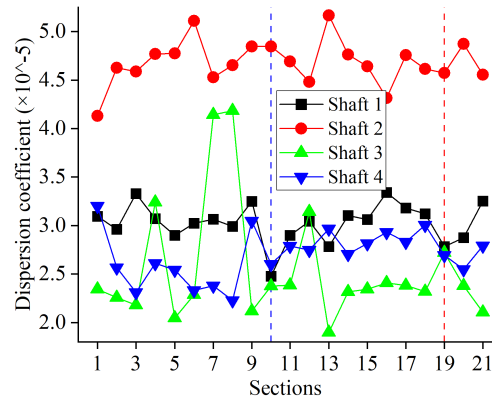 Dispersion coefficient (×10^-5)
5.0
4.5
4.0
3.5
3.0
2.5
2.0
Shaft 1
Shaft 2
Shaft 3
Shaft 4
1 3 5 7 9 11 13 15 17 19 21
Sections